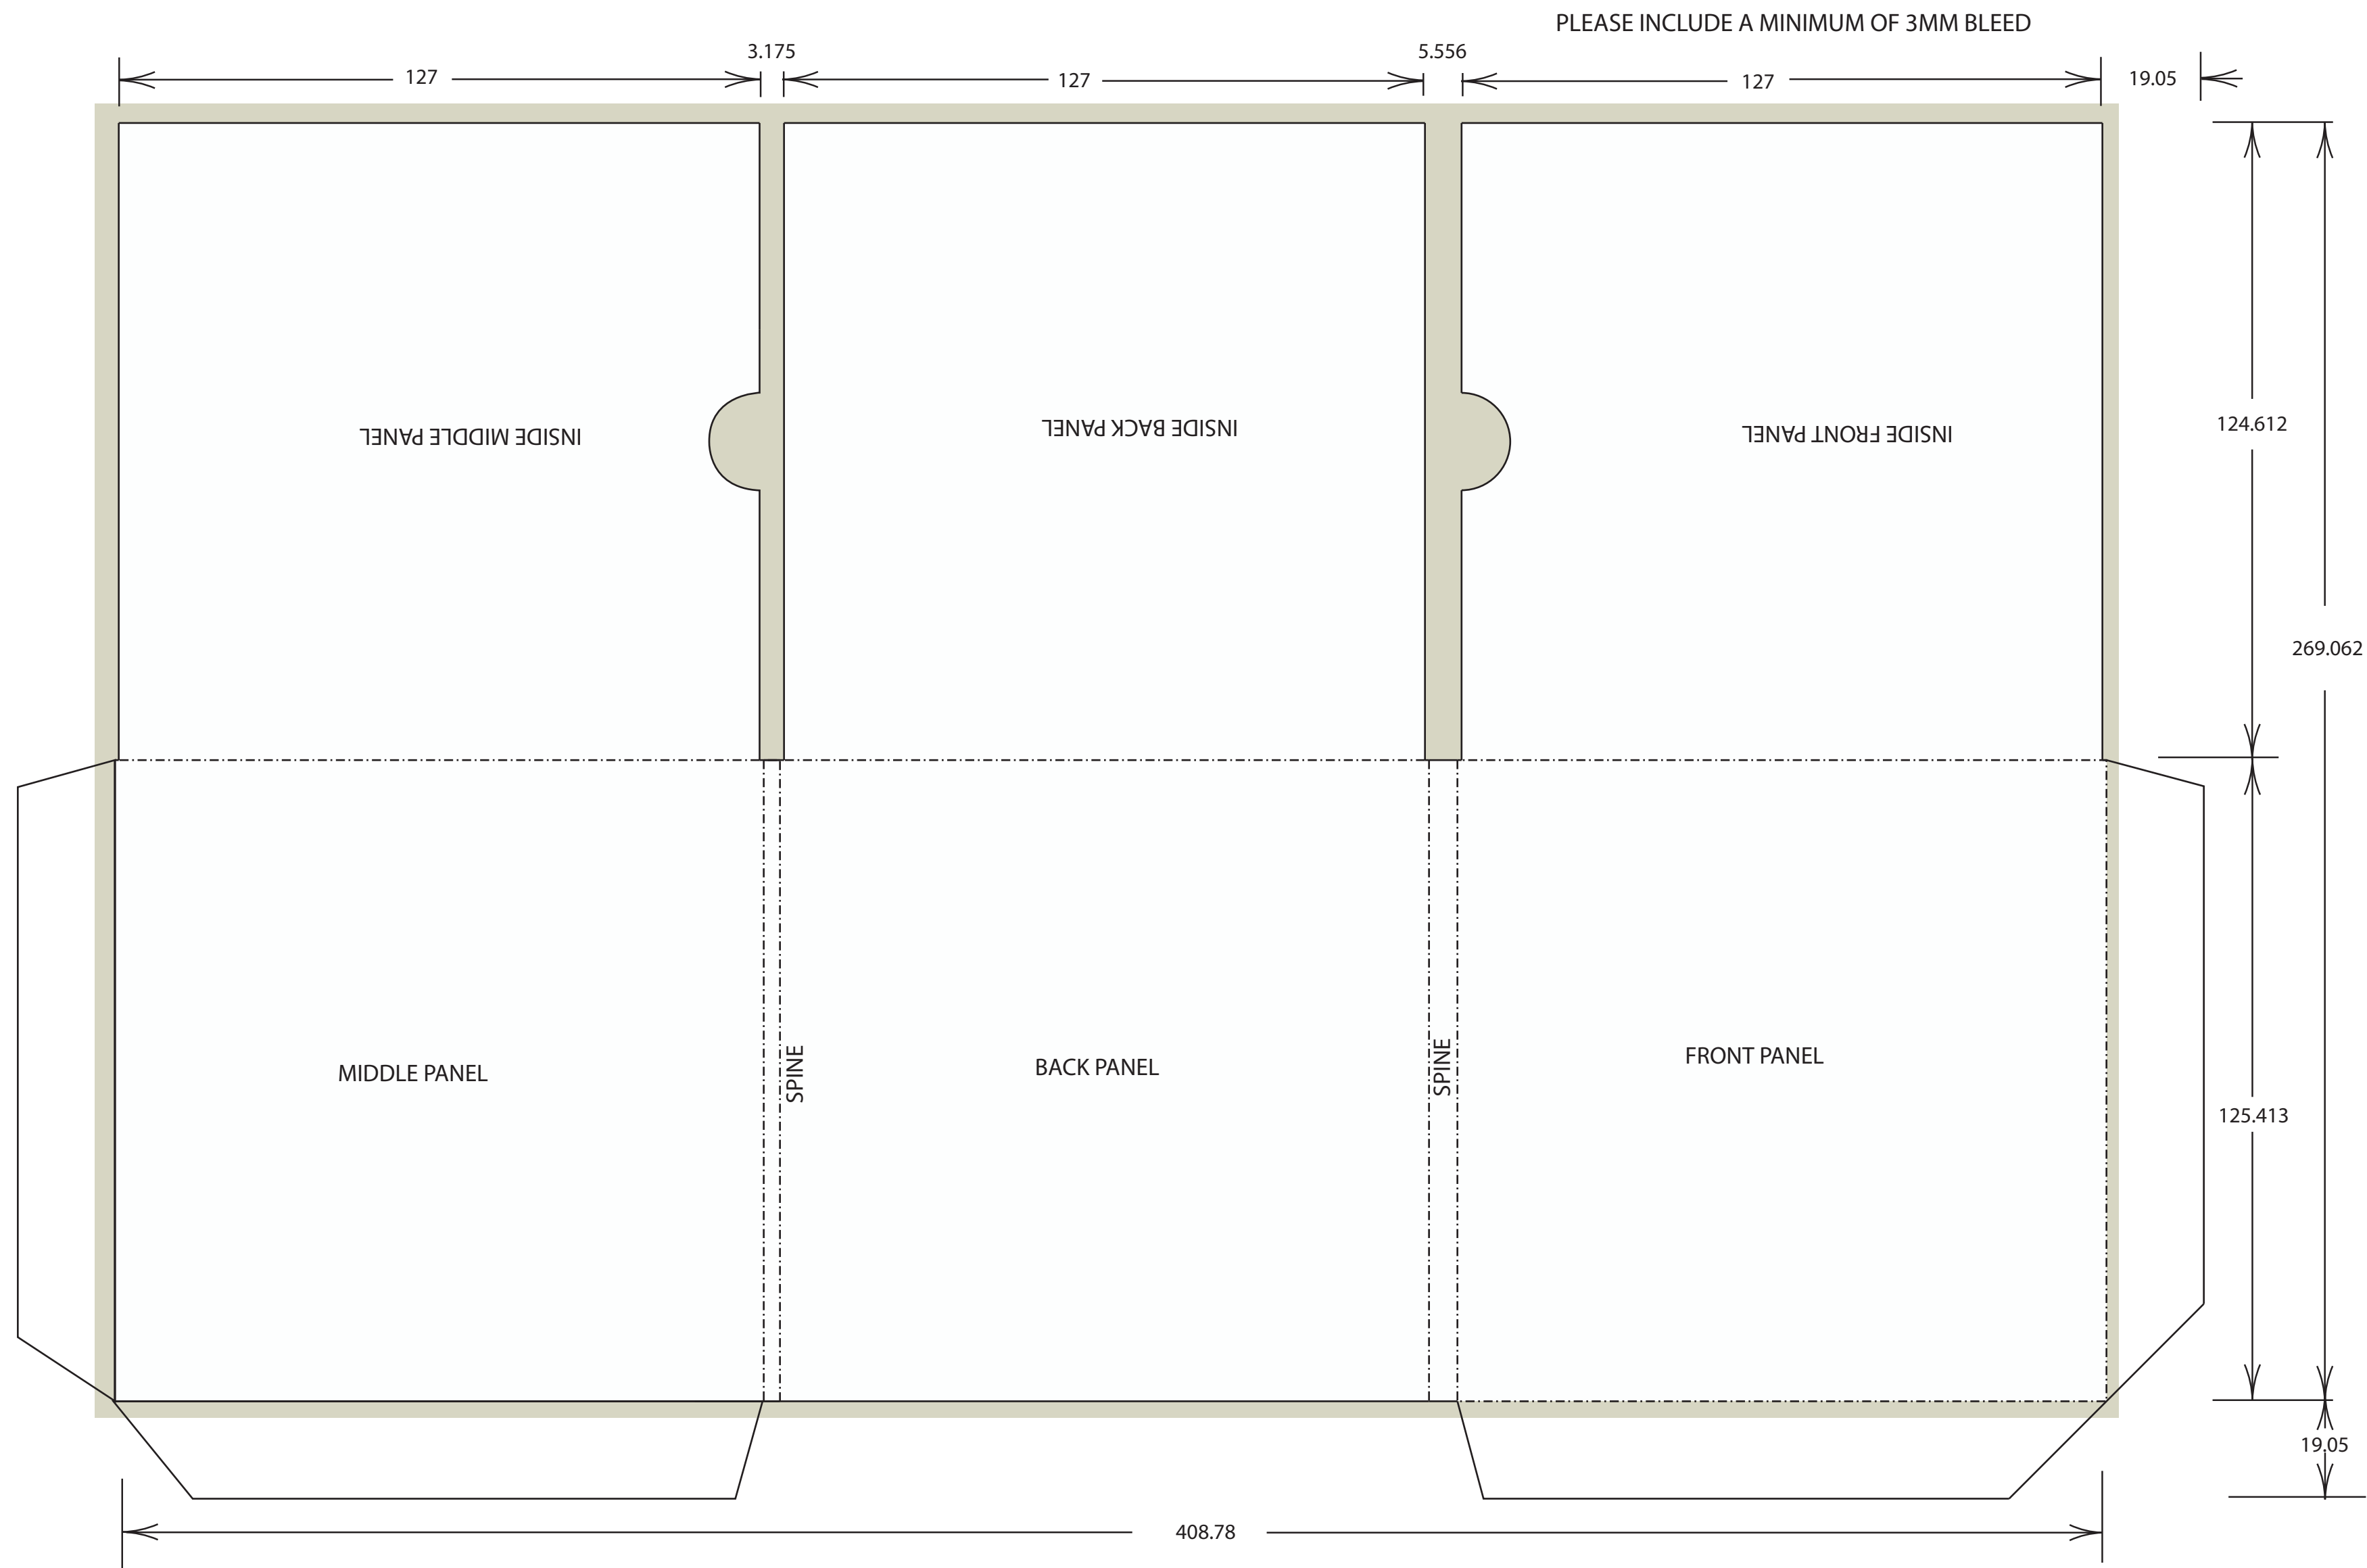 PLEASE INCLUDE A MINIMUM OF 3MM BLEED
3.175
5.556
127
127
127
19.05
INSIDE MIDDLE PANEL
INSIDE BACK PANEL
INSIDE FRONT PANEL
124.612
269.062
MIDDLE PANEL
SPINE
BACK PANEL
SPINE
FRONT PANEL
125.413
19.05
408.78